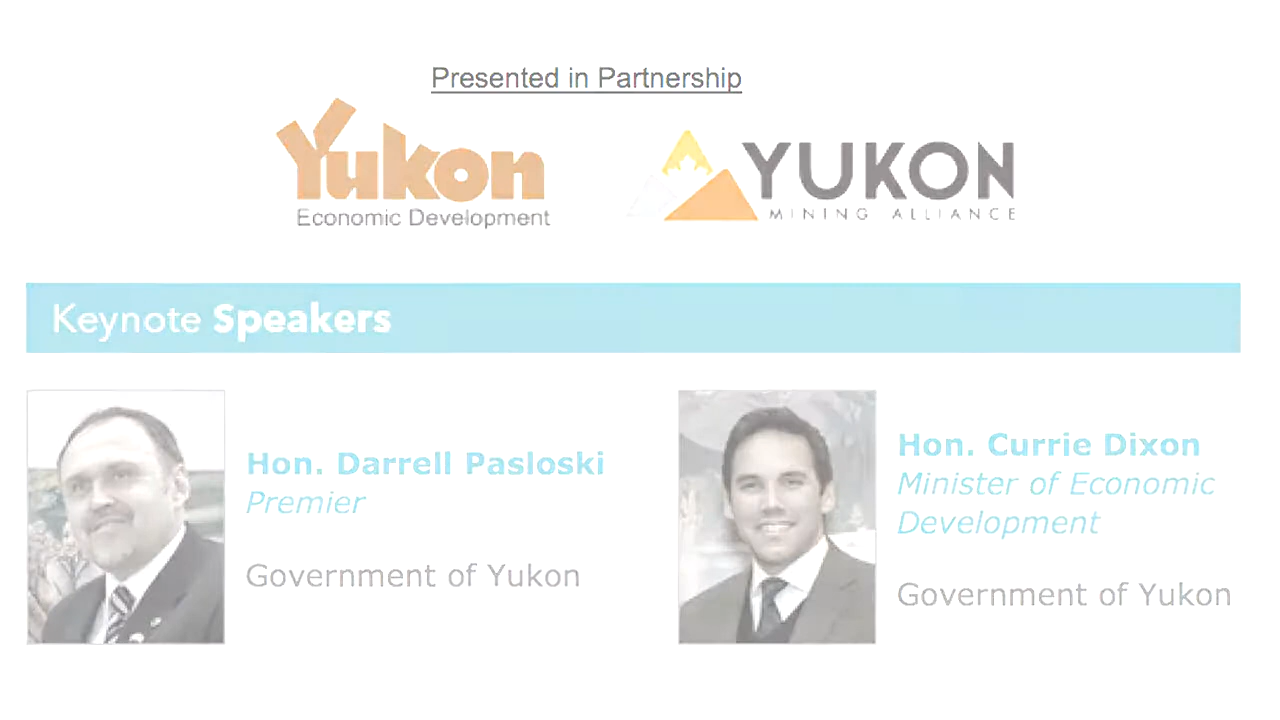 Presented in Partnership
Yukon
Economic Development
YUKON
MINING ALLIANCE
Keynote Speakers
Hon. Darrell Pasloski
Premier
Government of Yukon
Hon. Currie Dixon
Minister of Economic
Development
Government of Yukon